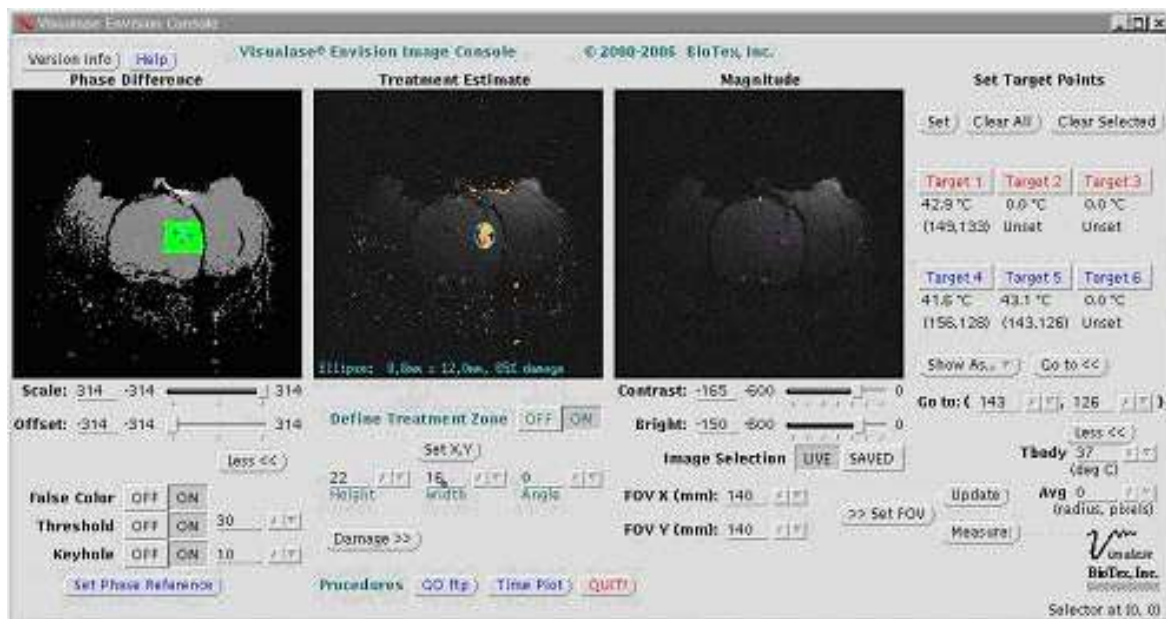 Visualase Envision Console
Version Info Help Visualase® Envision Image Console © 2000-2006 BioTex, Inc.
Phase Difference Treatment Estimate Magnitude Set Target Points
Set Clear All Clear Selected
Target 1 Target 2 Target 3
42.9 °C 0.0 °C 0.0 °C
(149,133) Unset Unset
Target 4 Target 5 Target 6
41.6 °C 43.1 °C 0.0 °C
(156,128) (143,126) Unset
Ellipse: 8,8mm x 12,0mm, 85% damage
Show As.. Go to <<
Scale: 314 -314 314 Contrast: -165 -600 0
Go to: ( 143 , 126 )
Offset: -314 -314 314 Define Treatment Zone OFF ON Bright: -150 -600 0
Less <<
Less << Set X,Y Image Selection LIVE SAVED
Tbody 37
(deg C)
22 16 0
Height Width Angle
False Color OFF ON FOV X (mm): 140 >> Set FOV Update Avg 0
(radius, pixels)
Threshold OFF ON 30 FOV Y (mm): 140 Measure!
Damage >>
Keyhole OFF ON 10
Visualase
BioTex, Inc.
Set Phase Reference Procedures GO ftp Time Plot QUIT!
Selector at (0, 0)